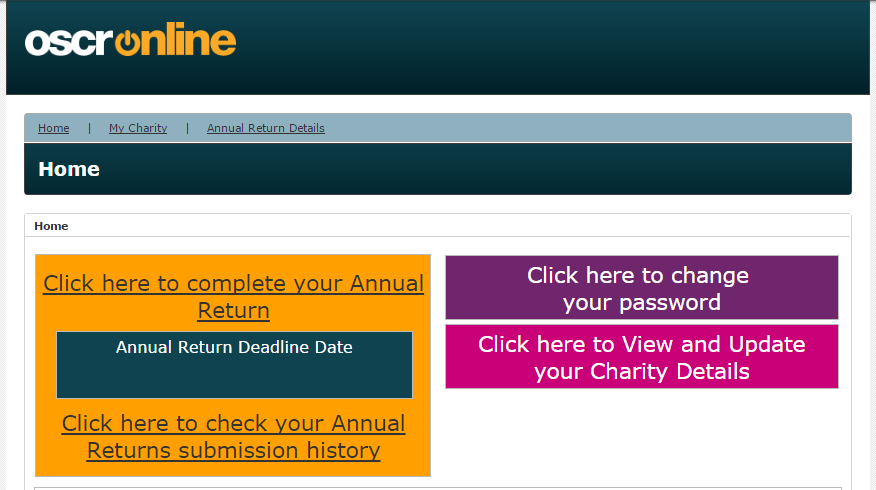 oscronline
Home | My Charity | Annual Return Details
Home
Home
Click here to complete your Annual
Return
Annual Return Deadline Date
Click here to check your Annual
Returns submission history
Click here to change
your password
Click here to View and Update
your Charity Details